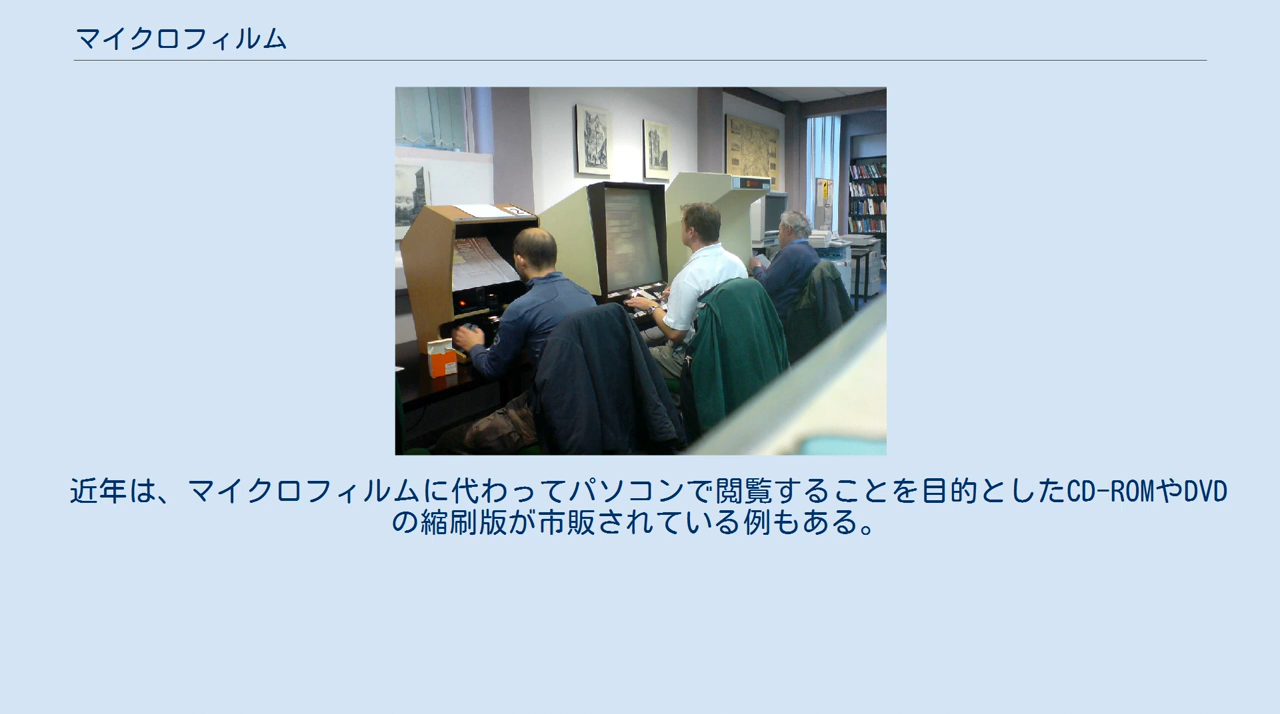 マイクロフィルム
近年は、マイクロフィルムに代わってパソコンで閲覧することを目的としたCD-ROMやDVD
の縮刷版が市販されている例もある。